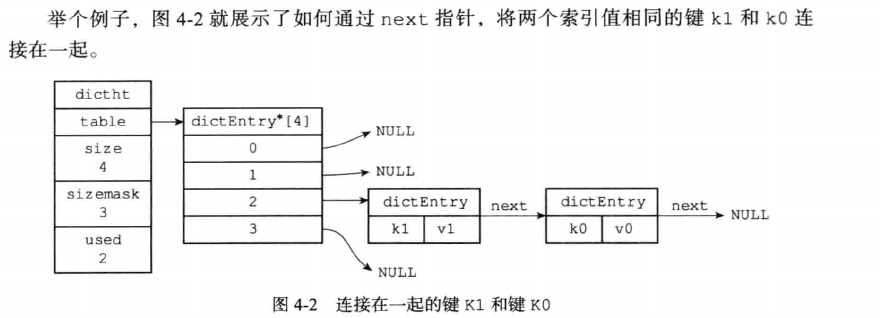 举个例子，图 4-2 就展示了如何通过 next 指针，将两个索引值相同的键 k1 和 k0 连
接在一起。
dictht
table
size
4
sizemask
3
used
2
dictEntry*[4]
0
1
2
3
NULL
NULL
dictEntry
k1 v1
next
dictEntry
k0 v0
next
NULL
NULL
图 4-2 连接在一起的键 K1 和键 K0